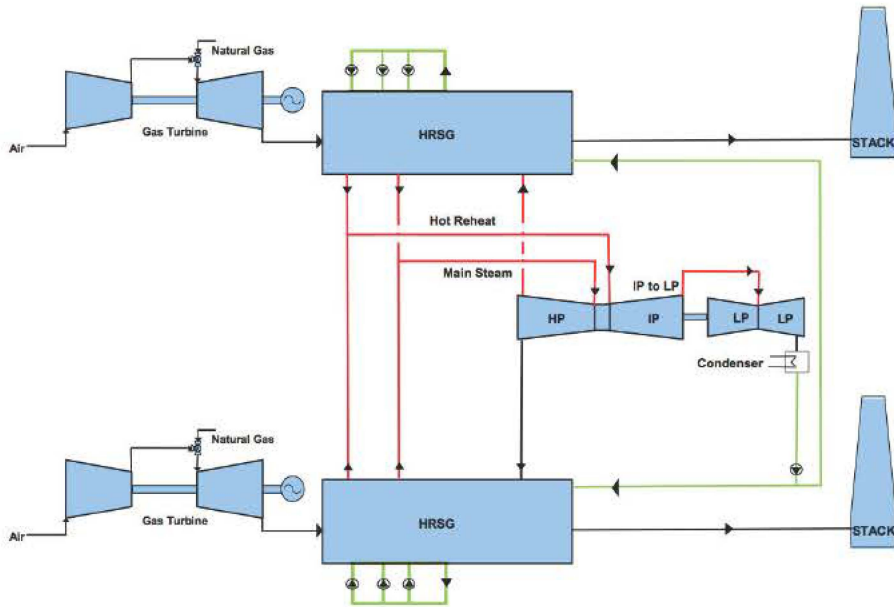 Natural Gas
Gas Turbine
Air
HRSG
STACK
Hot Reheat
Main Steam
IP to LP
HP
IP
LP
LP
Condenser
Natural Gas
Gas Turbine
Air
HRSG
STACK